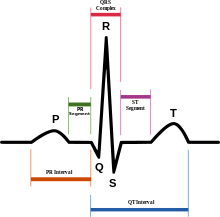 QRS
Complex
R
P
PR
Segment
ST
Segment
T
Q
S
PR Interval
QT Interval